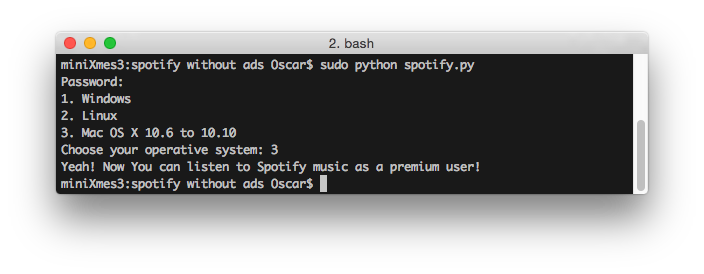 2. bash
miniXmes3:spotify without ads Oscar$ sudo python spotify.py
Password:
1. Windows
2. Linux
3. Mac OS X 10.6 to 10.10
Choose your operative system: 3
Yeah! Now You can listen to Spotify music as a premium user!
miniXmes3:spotify without ads Oscar$